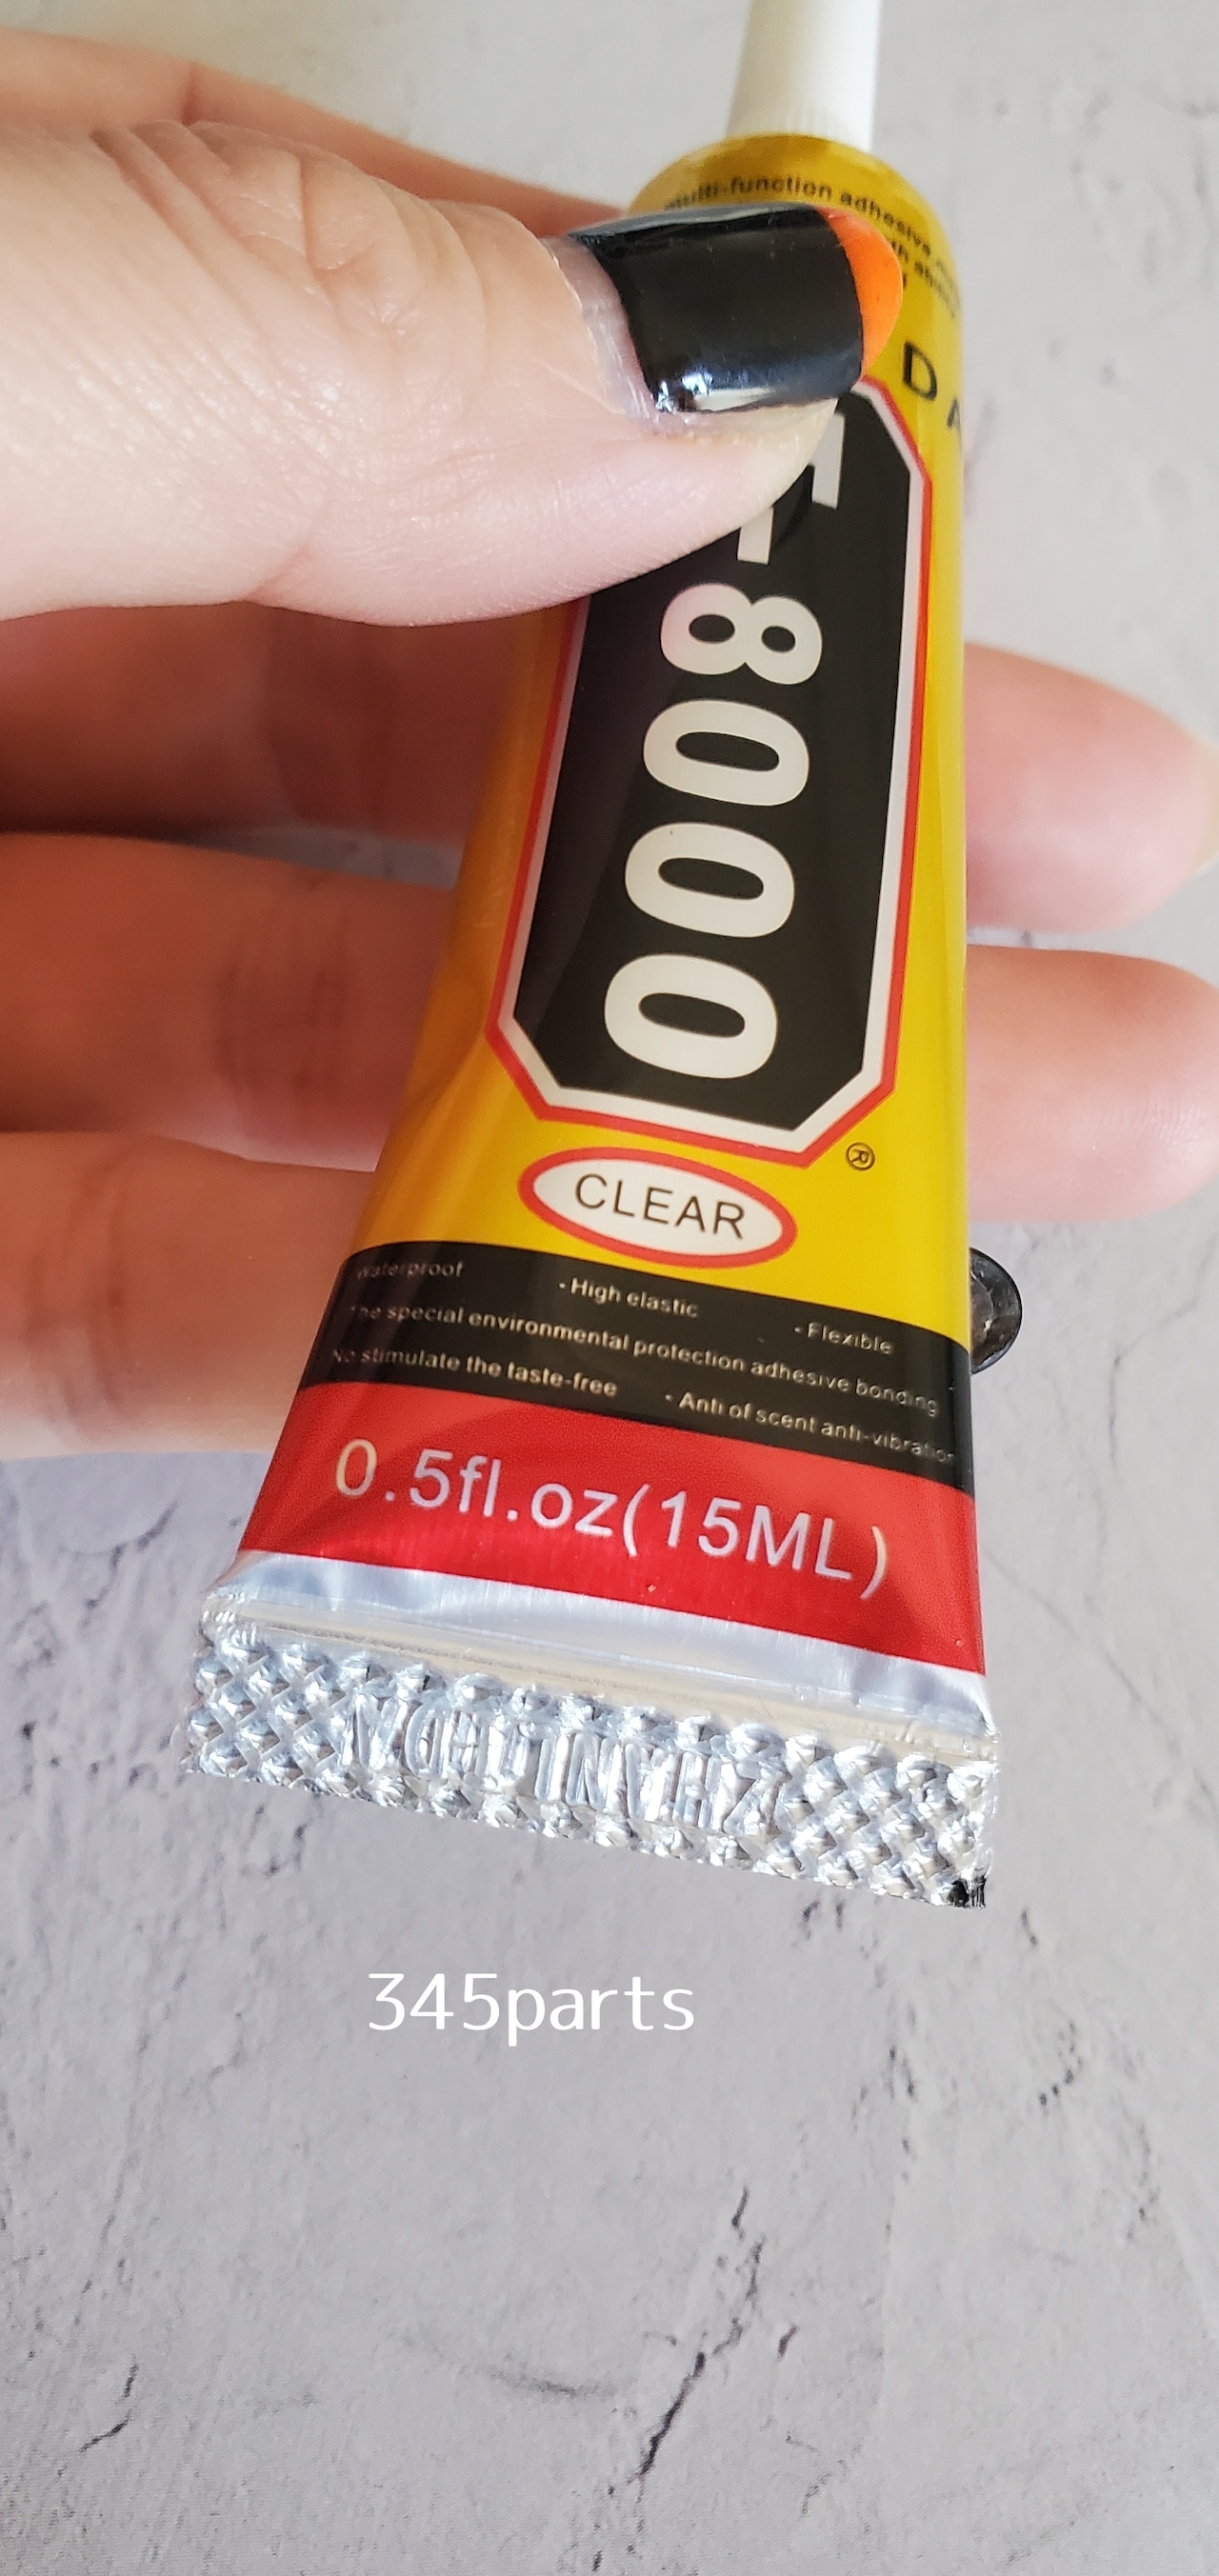 multi-function adhesive
D A
-8000
®
CLEAR
Waterproof · High elastic · Flexible
The special environmental protection adhesive bonding
No stimulate the taste-free · Anti of scent anti-vibration
0.5fl.oz(15ML)
ZHANLIDA
345parts